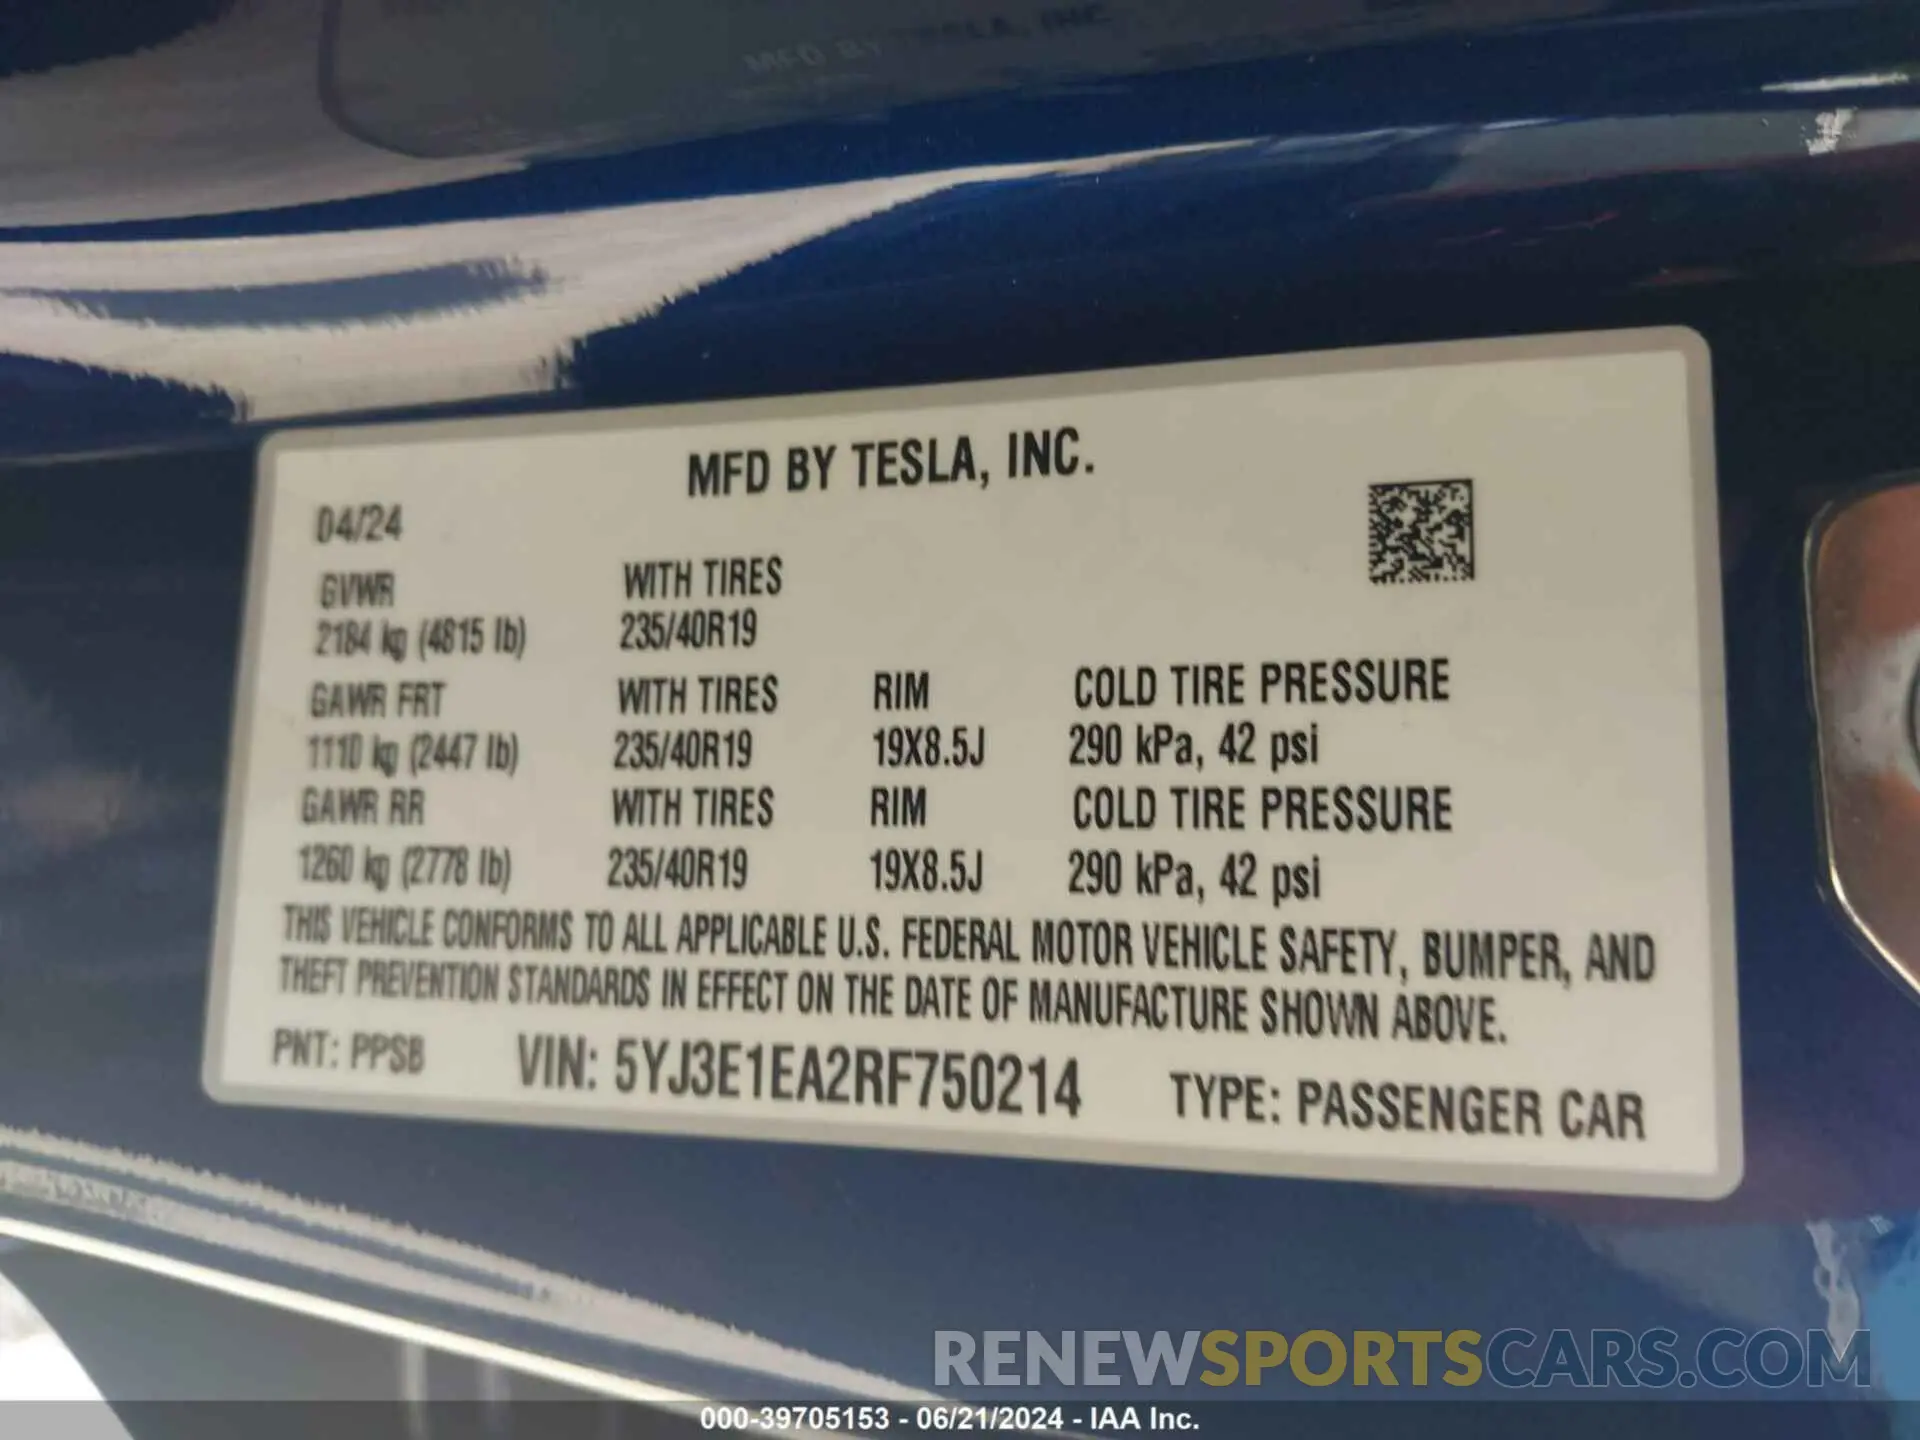 MFD BY TESLA, INC.
MFD BY TESLA, INC.
04/24
GVWR WITH TIRES
2184 kg (4815 lb) 235/40R19
GAWR FRT WITH TIRES RIM COLD TIRE PRESSURE
1110 kg (2447 lb) 235/40R19 19X8.5J 290 kPa, 42 psi
GAWR RR WITH TIRES RIM COLD TIRE PRESSURE
1260 kg (2778 lb) 235/40R19 19X8.5J 290 kPa, 42 psi
THIS VEHICLE CONFORMS TO ALL APPLICABLE U.S. FEDERAL MOTOR VEHICLE SAFETY, BUMPER, AND
THEFT PREVENTION STANDARDS IN EFFECT ON THE DATE OF MANUFACTURE SHOWN ABOVE.
PNT: PPSB VIN: 5YJ3E1EA2RF750214 TYPE: PASSENGER CAR
RENEWSPORTSCARS.COM
000-39705153 - 06/21/2024 - IAA Inc.